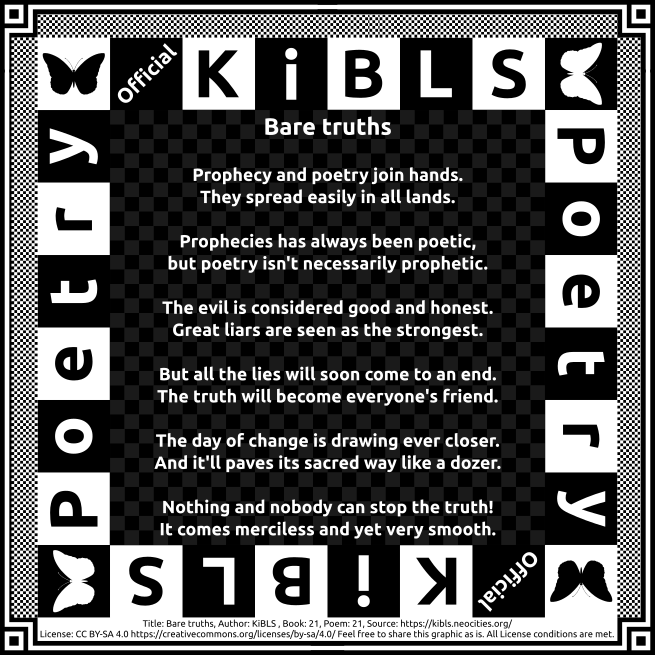 Official KiBLS
Poetry
Poetry
Bare truths
Prophecy and poetry join hands.
They spread easily in all lands.
Prophecies has always been poetic,
but poetry isn't necessarily prophetic.
The evil is considered good and honest.
Great liars are seen as the strongest.
But all the lies will soon come to an end.
The truth will become everyone's friend.
The day of change is drawing ever closer.
And it'll paves its sacred way like a dozer.
Nothing and nobody can stop the truth!
It comes merciless and yet very smooth.
Official KiBLS
Title: Bare truths, Author: KiBLS , Book: 21, Poem: 21, Source: https://kibls.neocities.org/
License: CC BY-SA 4.0 https://creativecommons.org/licenses/by-sa/4.0/ Feel free to share this graphic as is. All License conditions are met.